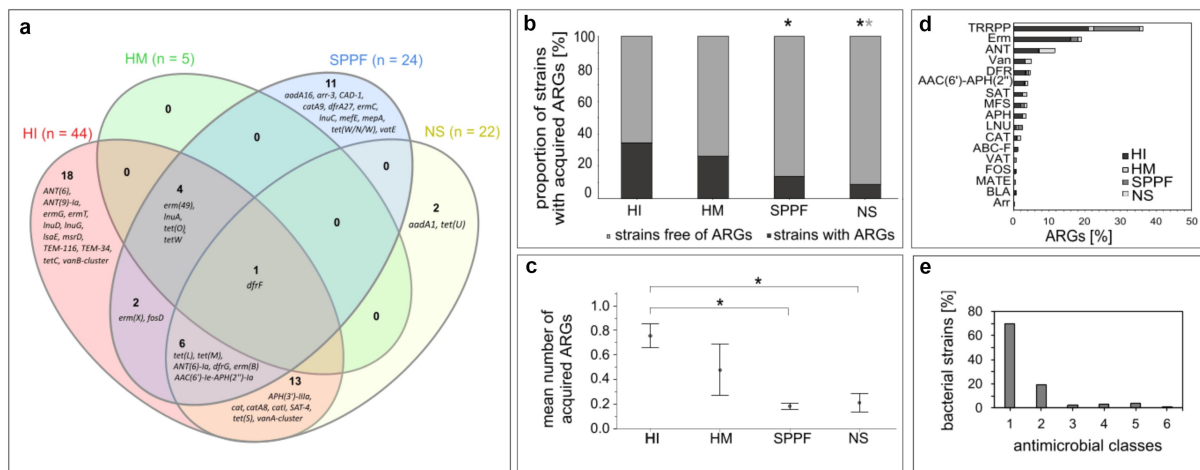 a
HM (n = 5)
SPPF (n = 24)
HI (n = 44)
NS (n = 22)
0
11
aadA16, arr-3, CAD-1,
catA9, dfrA27, ermC,
lnuC, mefE, mepA,
tet(W/N/W), vatE
0
18
ANT(6),
ANT(9)-Ia,
ermG, ermT,
lnuD, lnuG,
lsaE, msrD,
TEM-116, TEM-34,
tetC, vanB-cluster
0
4
erm(49),
lnuA,
tet(O)
tetW
0
0
2
aadA1, tet(U)
1
dfrF
2
erm(X), fosD
0
6
tet(L), tet(M),
ANT(6)-Ia, dfrG, erm(B)
AAC(6')-Ie-APH(2'')-Ia
13
APH(3')-IIIa,
cat, catA8, catI, SAT-4,
tet(S), vanA-cluster
b
proportion of strains
with acquired ARGs [%]
100
80
60
40
20
0
* **
HI HM SPPF NS
strains free of ARGs strains with ARGs
c
mean number of
acquired ARGs
1.0
0.8
0.6
0.4
0.2
0.0
*
*
HI HM SPPF NS
d
TRRPP
Erm
ANT
Van
DFR
AAC(6')-APH(2'')
SAT
MFS
APH
LNU
CAT
ABC-F
VAT
FOS
MATE
BLA
Arr
HI
HM
SPPF
NS
0 10 20 30 40 50
ARGs [%]
e
bacterial strains [%]
80
60
40
20
0
1 2 3 4 5 6
antimicrobial classes